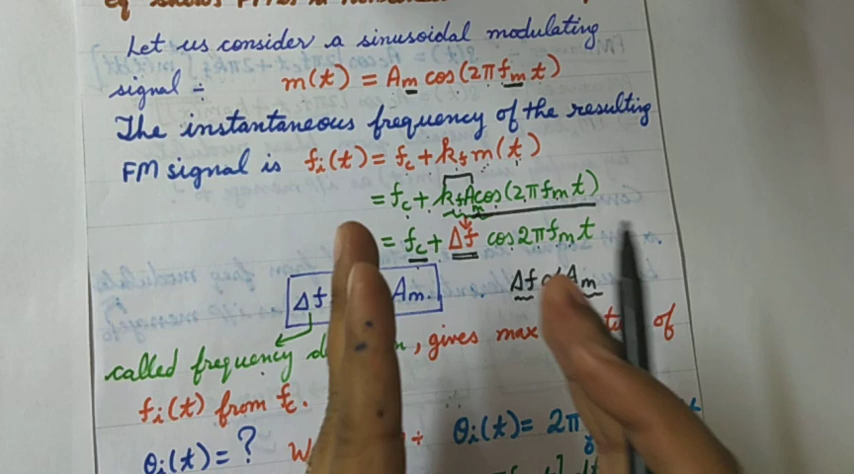 Let us consider a sinusoidal modulating
signal :- m(t) = Am cos(2πfmt)
The instantaneous frequency of the resulting
FM signal is fi(t) = fc + kf m(t)
= fc + kfAm cos(2πfmt)
= fc + Δf cos 2πfmt
Δf Am. Δf Am
called frequency , gives max of
fi(t) from fc.
θi(t) = ? θi(t) = 2π